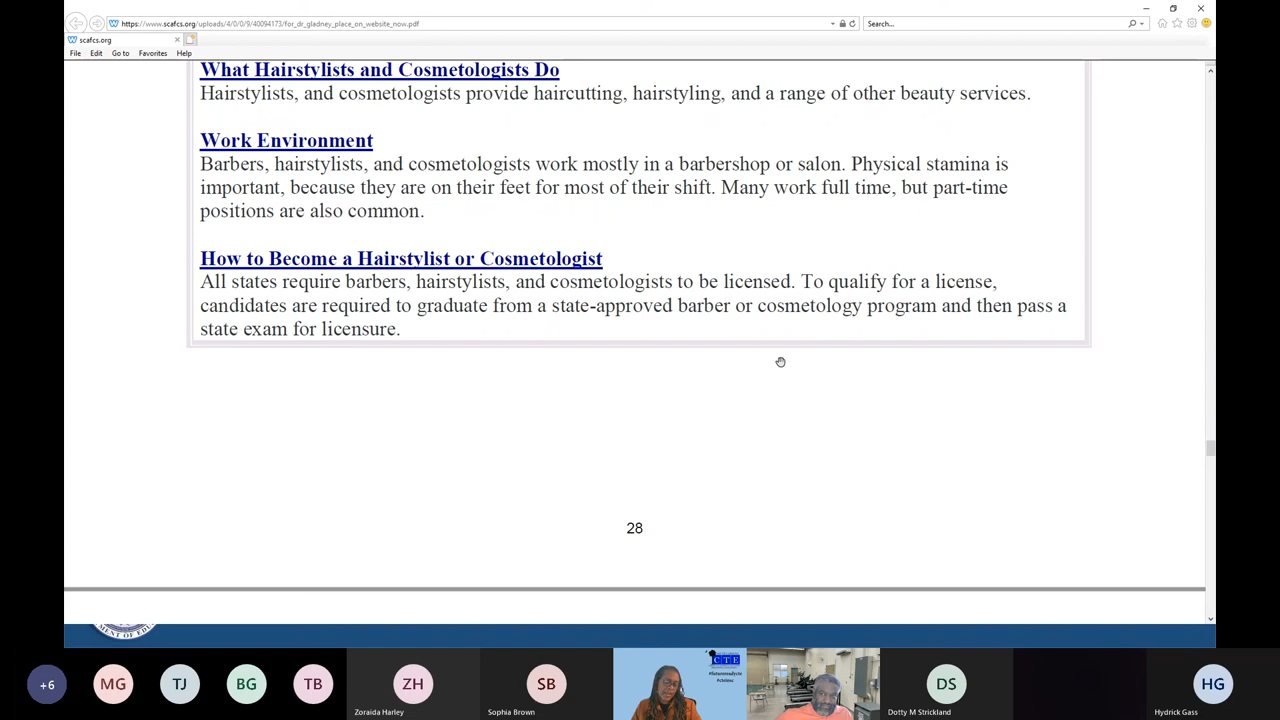 https://www.scafcs.org/uploads/4/0/0/9/40094173/for_dr_gladney_place_on_website_now.pdf
Search...
scafcs.org
File Edit Go to Favorites Help
What Hairstylists and Cosmetologists Do
Hairstylists, and cosmetologists provide haircutting, hairstyling, and a range of other beauty services.
Work Environment
Barbers, hairstylists, and cosmetologists work mostly in a barbershop or salon. Physical stamina is
important, because they are on their feet for most of their shift. Many work full time, but part-time
positions are also common.
How to Become a Hairstylist or Cosmetologist
All states require barbers, hairstylists, and cosmetologists to be licensed. To qualify for a license,
candidates are required to graduate from a state-approved barber or cosmetology program and then pass a
state exam for licensure.
28
MENT OF EDU
CTE
+6 MG TJ BG TB ZH SB DS HG
Zoraida Harley Sophia Brown Dotty M Strickland Hydrick Gass